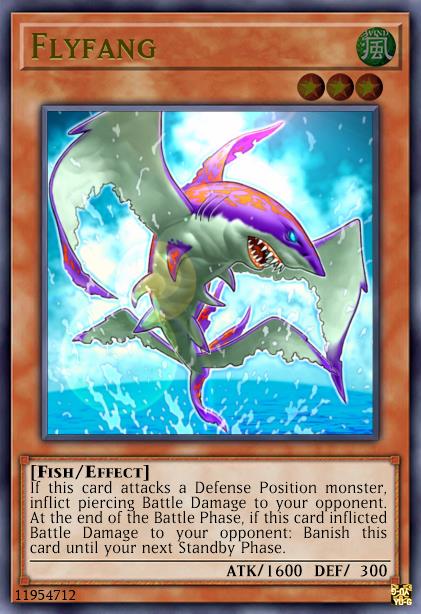 FLYFANG
WIND
風
[FISH/EFFECT]
If this card attacks a Defense Position monster,
inflict piercing Battle Damage to your opponent.
At the end of the Battle Phase, if this card inflicted
Battle Damage to your opponent: Banish this
card until your next Standby Phase.
ATK/1600 DEF/ 300
11954712